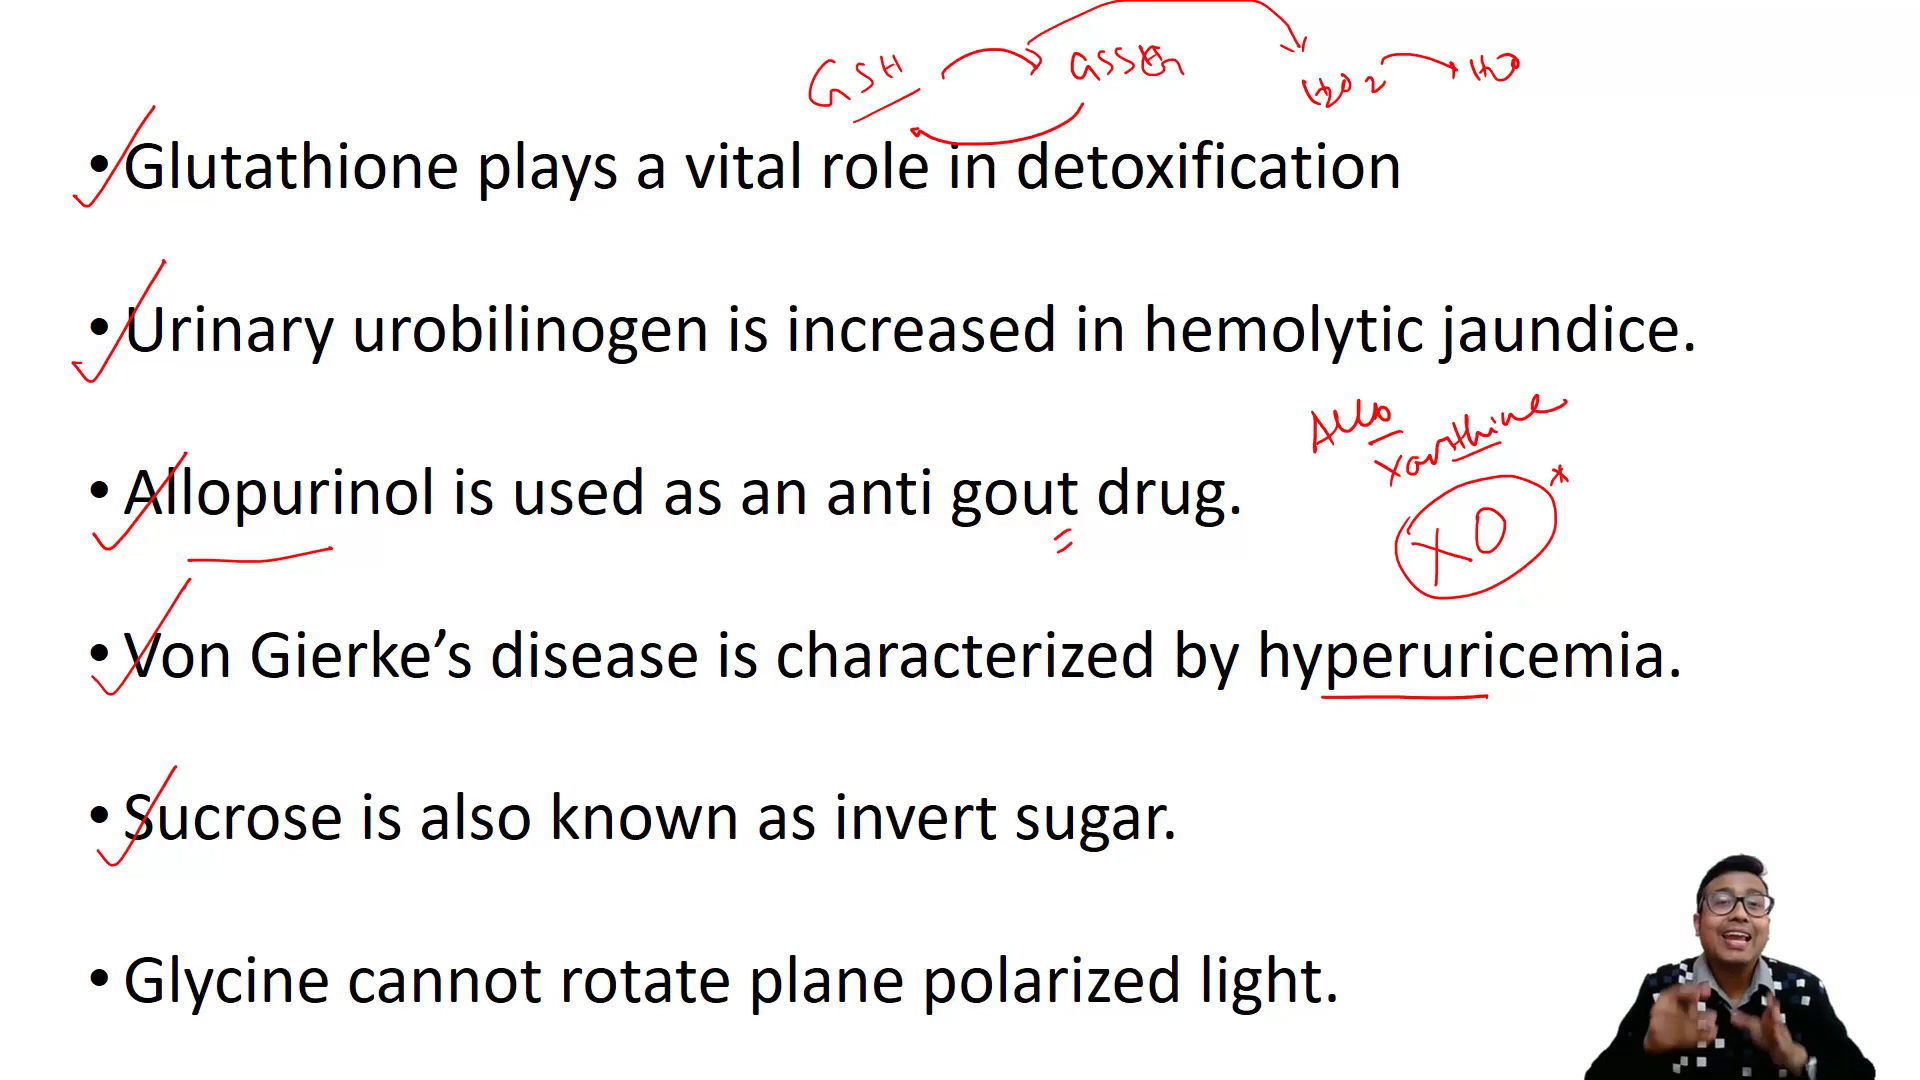 GSH GSSG H2O2 H2O
• Glutathione plays a vital role in detoxification
• Urinary urobilinogen is increased in hemolytic jaundice.
Allo
xanthine
• Allopurinol is used as an anti gout drug.
XO *
• Von Gierke’s disease is characterized by hyperuricemia.
• Sucrose is also known as invert sugar.
• Glycine cannot rotate plane polarized light.